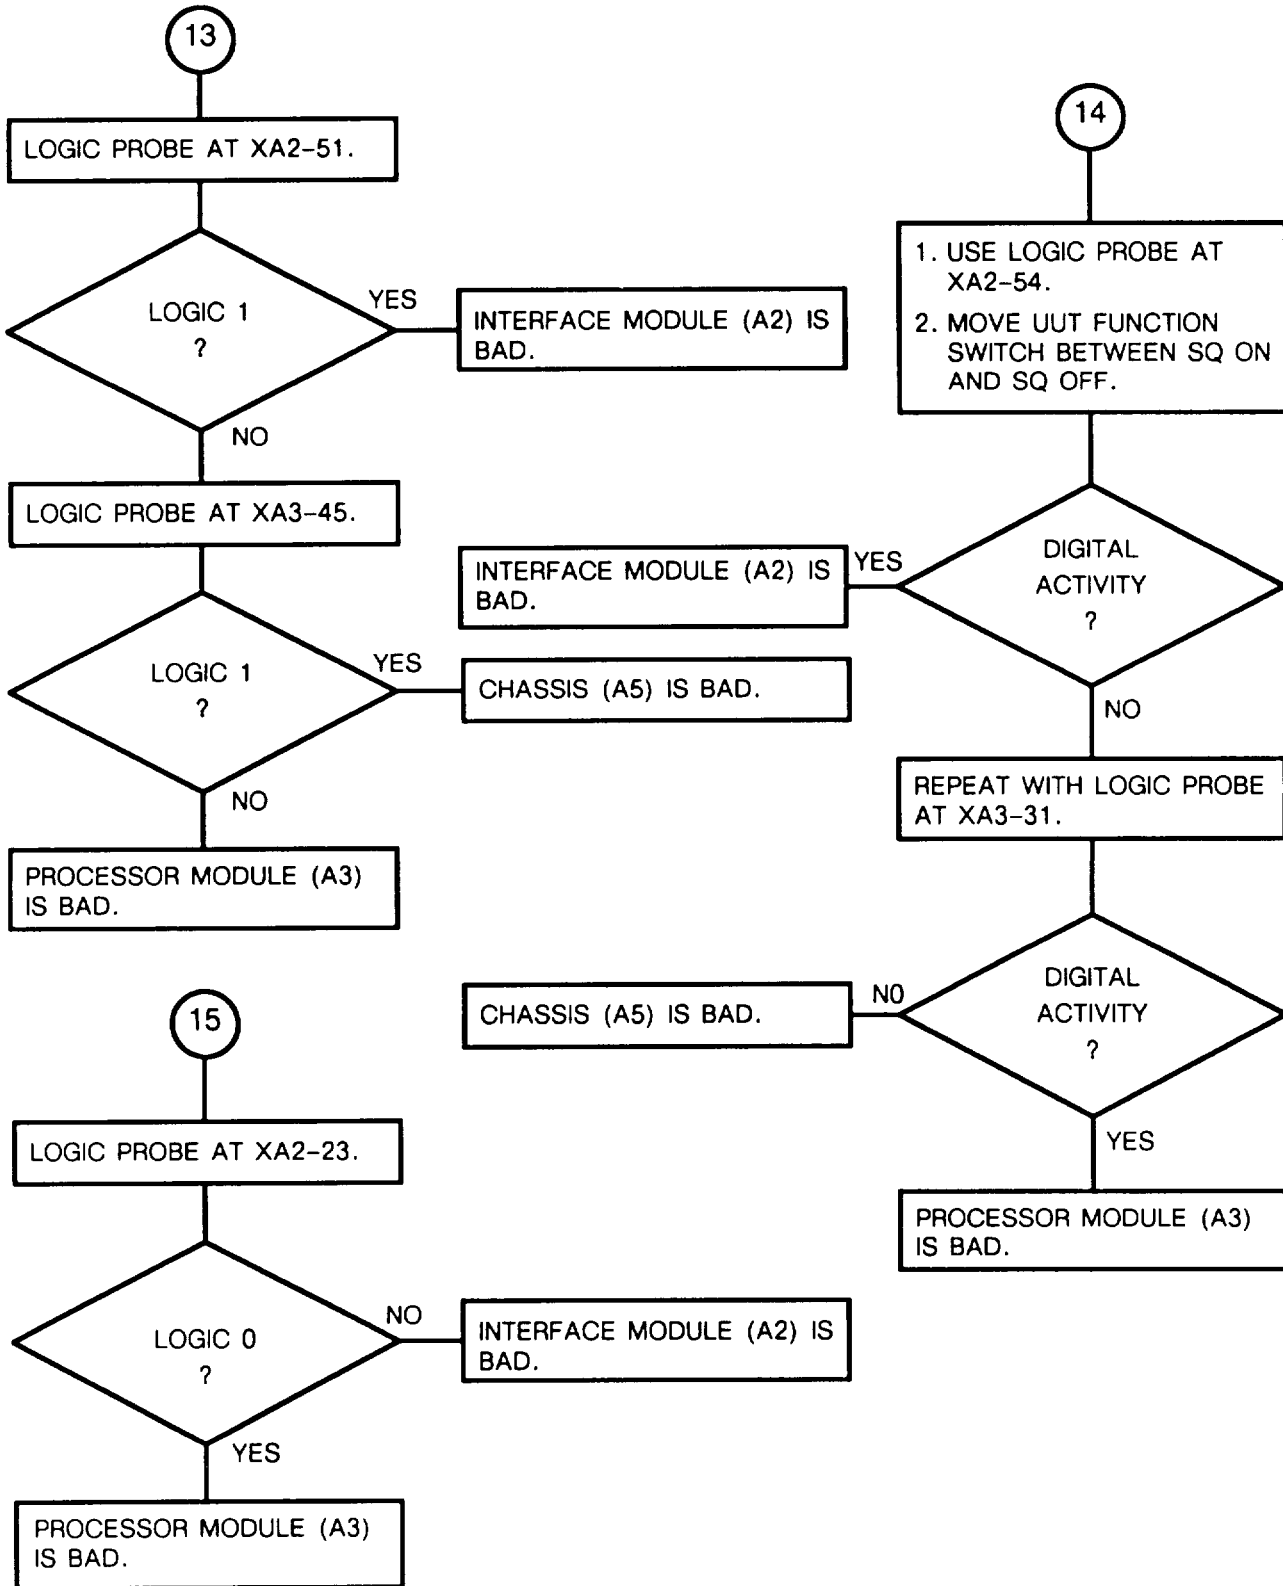 13
LOGIC PROBE AT XA2-51.
LOGIC 1
?
YES
INTERFACE MODULE (A2) IS
BAD.
NO
LOGIC PROBE AT XA3-45.
LOGIC 1
?
YES
CHASSIS (A5) IS BAD.
NO
PROCESSOR MODULE (A3)
IS BAD.
14
1. USE LOGIC PROBE AT
XA2-54.
2. MOVE UUT FUNCTION
SWITCH BETWEEN SQ ON
AND SQ OFF.
DIGITAL
ACTIVITY
?
YES
INTERFACE MODULE (A2) IS
BAD.
NO
REPEAT WITH LOGIC PROBE
AT XA3-31.
DIGITAL
ACTIVITY
?
NO
CHASSIS (A5) IS BAD.
YES
PROCESSOR MODULE (A3)
IS BAD.
15
LOGIC PROBE AT XA2-23.
LOGIC 0
?
NO
INTERFACE MODULE (A2) IS
BAD.
YES
PROCESSOR MODULE (A3)
IS BAD.